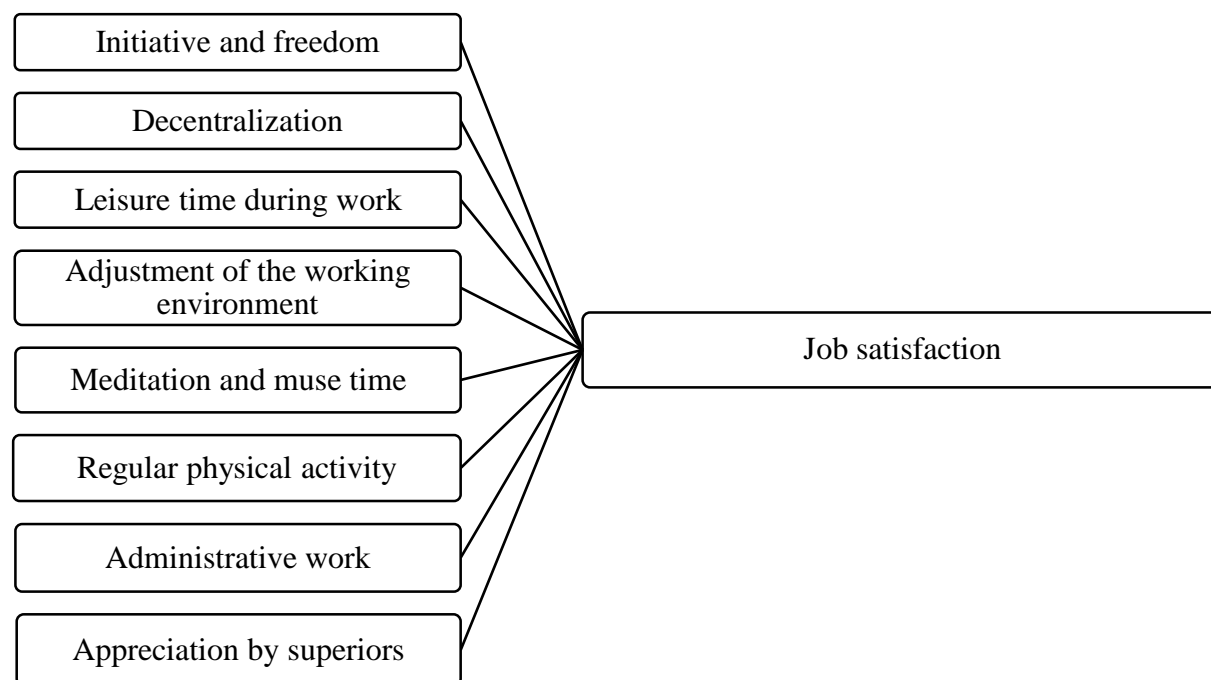 Initiative and freedom
Decentralization
Leisure time during work
Adjustment of the working
environment
Meditation and muse time
Regular physical activity
Administrative work
Appreciation by superiors
Job satisfaction